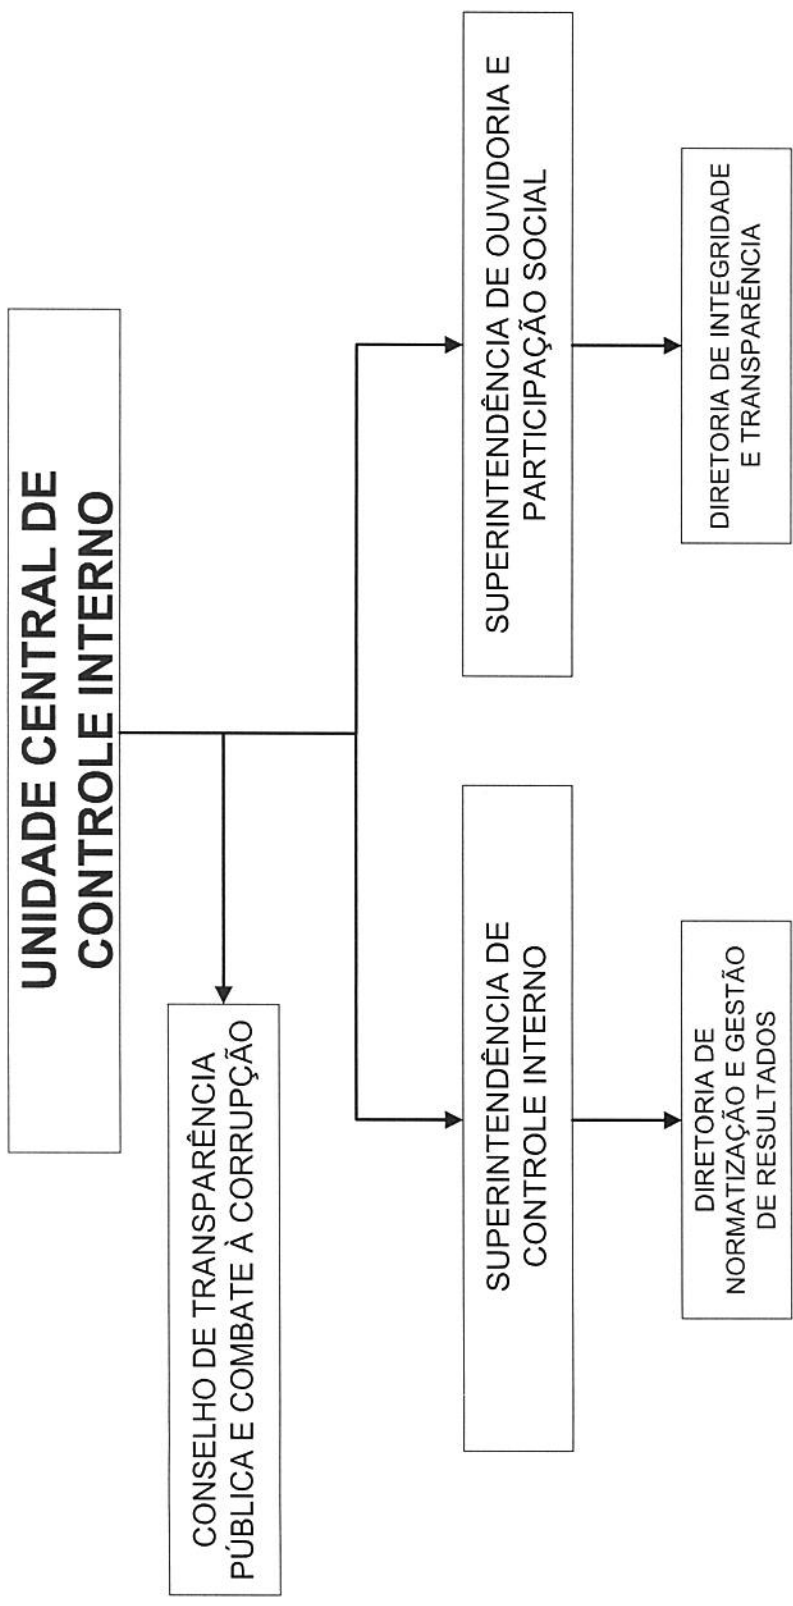 UNIDADE CENTRAL DE
CONTROLE INTERNO
CONSELHO DE TRANSPARÊNCIA
PÚBLICA E COMBATE À CORRUPÇÃO
SUPERINTENDÊNCIA DE
CONTROLE INTERNO
SUPERINTENDÊNCIA DE OUVIDORIA E
PARTICIPAÇÃO SOCIAL
DIRETORIA DE
NORMATIZAÇÃO E GESTÃO
DE RESULTADOS
DIRETORIA DE INTEGRIDADE
E TRANSPARÊNCIA